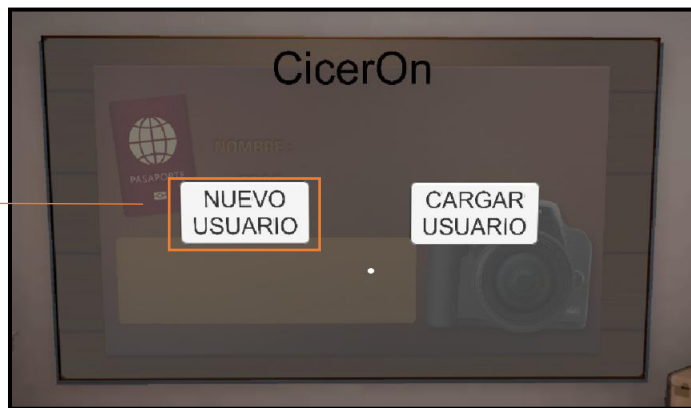 CicerOn
NOMBRE:
PASAPORTE
NUEVO
USUARIO
CARGAR
USUARIO